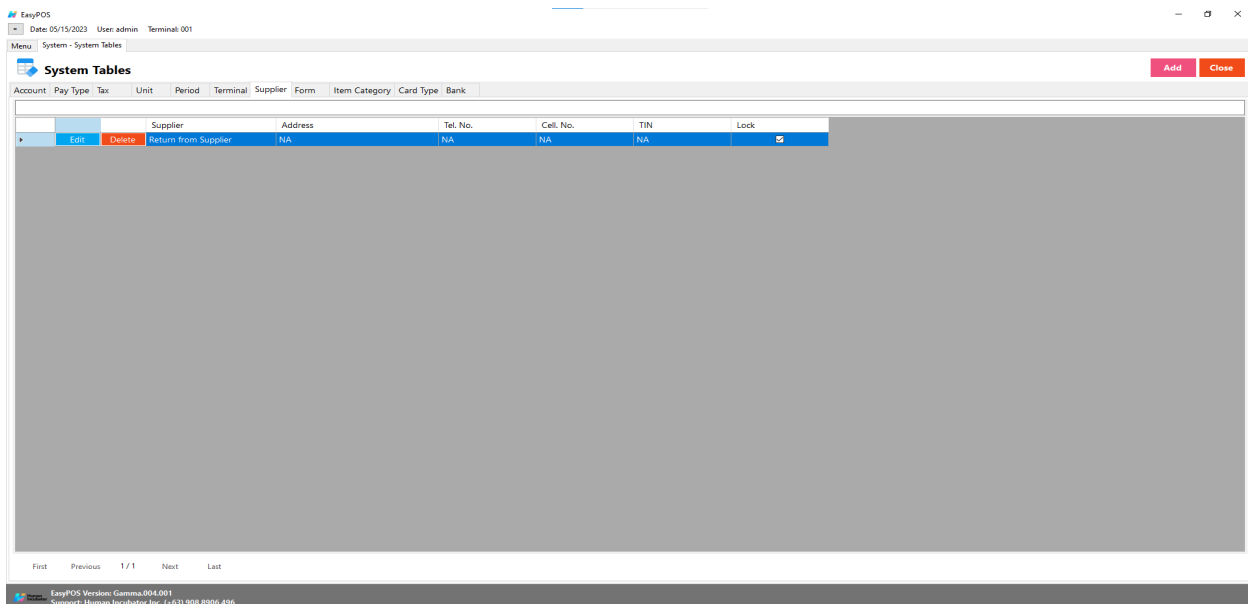 EasyPOS
Date: 05/15/2023 User: admin Terminal: 001
Menu System - System Tables
System Tables Add Close
Account Pay Type Tax Unit Period Terminal Supplier Form Item Category Card Type Bank
Supplier Address Tel. No. Cell. No. TIN Lock
Edit Delete Return from Supplier NA NA NA NA
First Previous 1 / 1 Next Last
Human Incubator EasyPOS Version: Gamma.004.001
Support: Human Incubator Inc. (+63) 908 8906 496